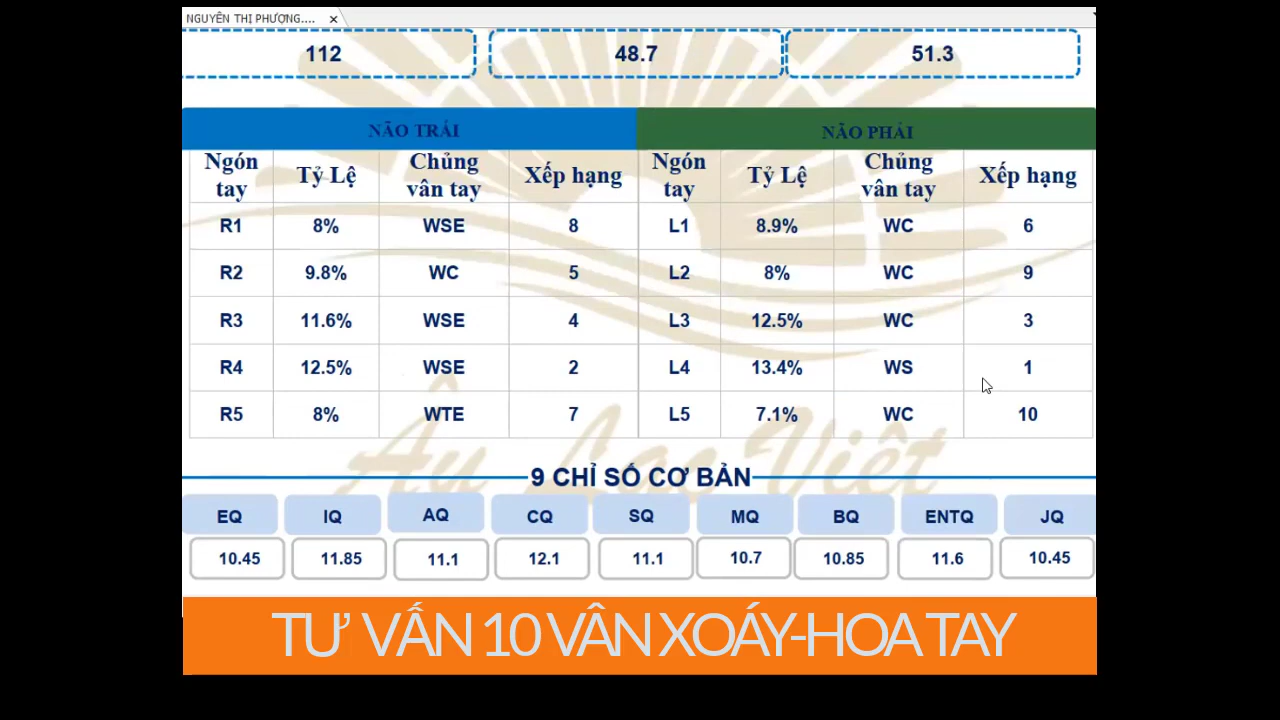 NGUYỄN THỊ PHƯỢNG....
112 48.7 51.3
NÃO TRÁI NÃO PHẢI
Ngón tay Tỷ Lệ Chủng vân tay Xếp hạng Ngón tay Tỷ Lệ Chủng vân tay Xếp hạng
R1 8% WSE 8 L1 8.9% WC 6
R2 9.8% WC 5 L2 8% WC 9
R3 11.6% WSE 4 L3 12.5% WC 3
R4 12.5% WSE 2 L4 13.4% WS 1
R5 8% WTE 7 L5 7.1% WC 10
Âu Lạc Việt
9 CHỈ SỐ CƠ BẢN
EQ IQ AQ CQ SQ MQ BQ ENTQ JQ
10.45 11.85 11.1 12.1 11.1 10.7 10.85 11.6 10.45
TƯ VẤN 10 VÂN XOÁY-HOA TAY